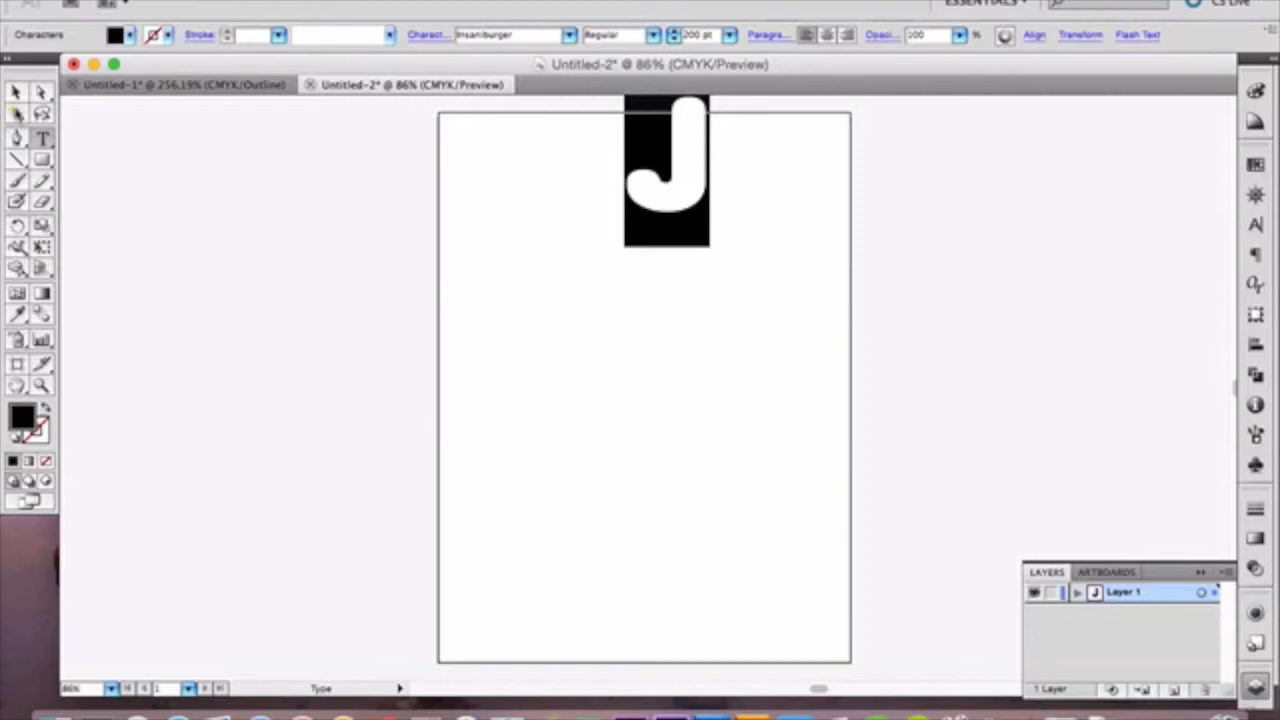 ESSENTIALS
CS Live
Characters Stroke: Charact... Insaniburger Regular 200 pt Paragra... Opaci... 100 % Align Transform Flash Text
Untitled-2* @ 86% (CMYK/Preview)
Untitled-1* @ 256.19% (CMYK/Outline) Untitled-2* @ 86% (CMYK/Preview)
J
LAYERS ARTBOARDS
J Layer 1
1 Layer
86% 1 Type